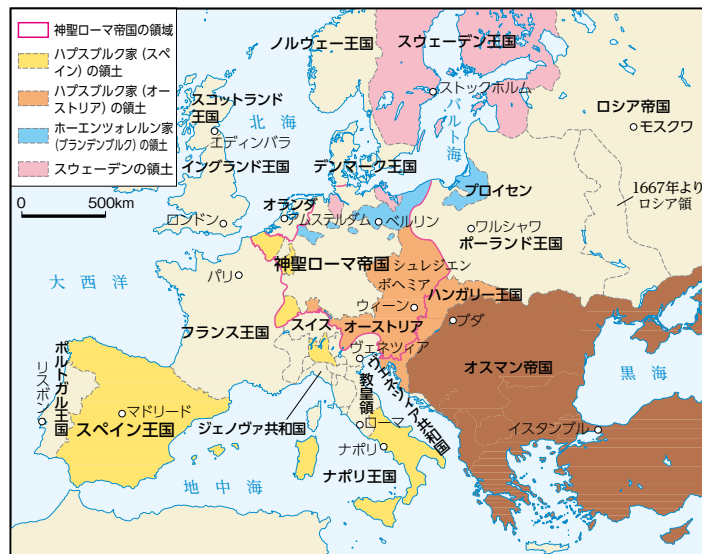 神聖ローマ帝国の領域
ハプスブルク家 (スペ
イン) の領土
ハプスブルク家 (オー
ストリア) の領土
ホーエンツォレルン家
(ブランデンブルク) の領土
スウェーデンの領土
0 500km
ノルウェー王国
スウェーデン王国
ストックホルム
バルト海
ロシア帝国
モスクワ
スコットランド
王国
エディンバラ
北海
イングランド王国
デンマーク王国
プロイセン
1667年より
ロシア領
オランダ
アムステルダム
ベルリン
ロンドン
ワルシャワ
ポーランド王国
大西洋
パリ
神聖ローマ帝国
シュレジエン
ボヘミア
ウィーン
ハンガリー王国
ブダ
フランス王国
スイス
オーストリア
ヴェネツィア
ヴェネツィア共和国
オスマン帝国
黒海
ポルトガル王国
リスボン
マドリード
スペイン王国
ジェノヴァ共和国
教皇領
ローマ
イスタンブル
ナポリ
ナポリ王国
地中海